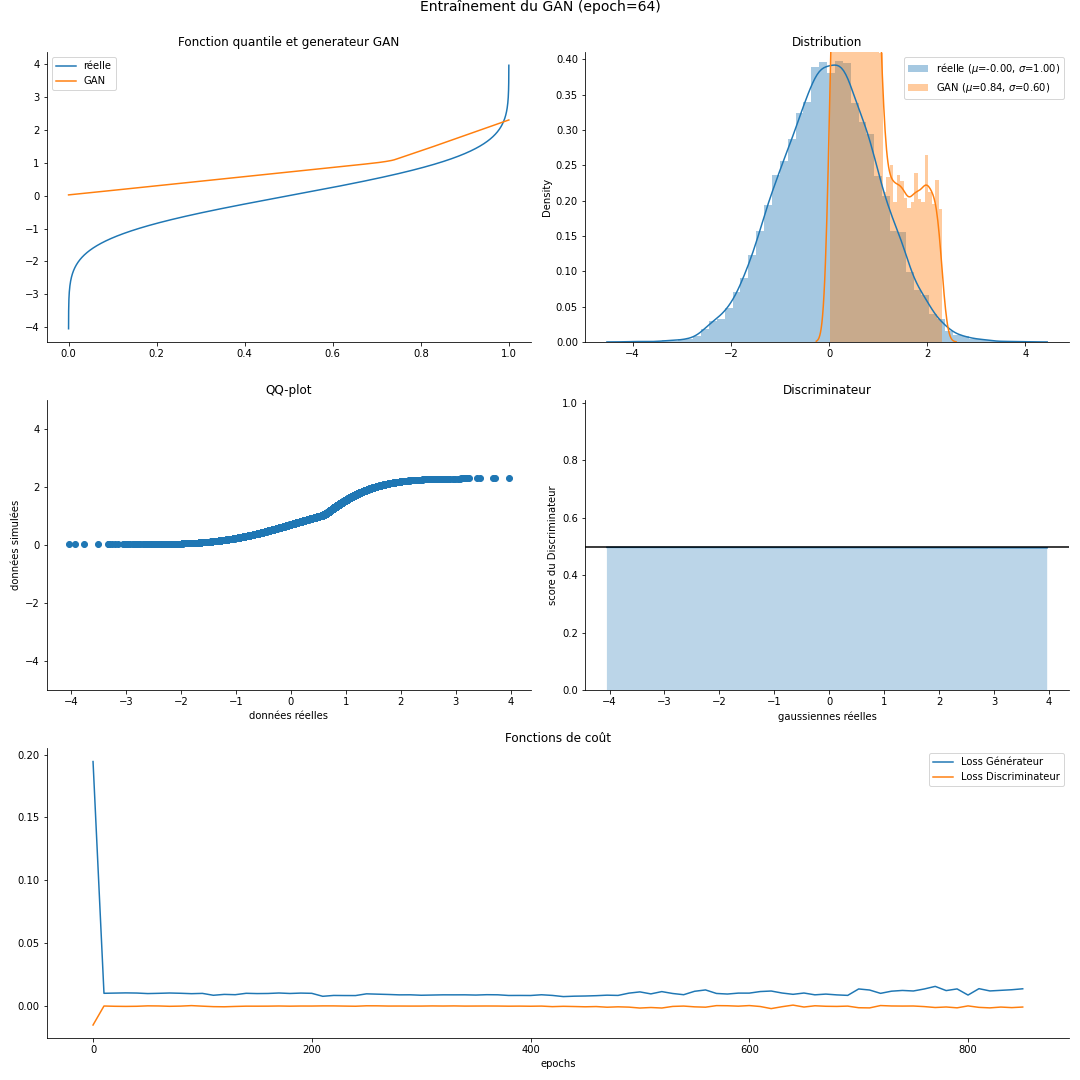 Entraînement du GAN (epoch=64)
Fonction quantile et generateur GAN
réelle
GAN
4
3
2
1
0
−1
−2
−3
−4
0.0 0.2 0.4 0.6 0.8 1.0
Distribution
réelle (μ=-0.00, σ=1.00)
GAN (μ=0.84, σ=0.60)
Density
0.40
0.35
0.30
0.25
0.20
0.15
0.10
0.05
0.00
−4 −2 0 2 4
QQ-plot
données simulées
4
2
0
−2
−4
−4 −3 −2 −1 0 1 2 3 4
données réelles
Discriminateur
score du Discriminateur
1.0
0.8
0.6
0.4
0.2
0.0
−4 −3 −2 −1 0 1 2 3 4
gaussiennes réelles
Fonctions de coût
Loss Générateur
Loss Discriminateur
0.20
0.15
0.10
0.05
0.00
0 200 400 600 800
epochs